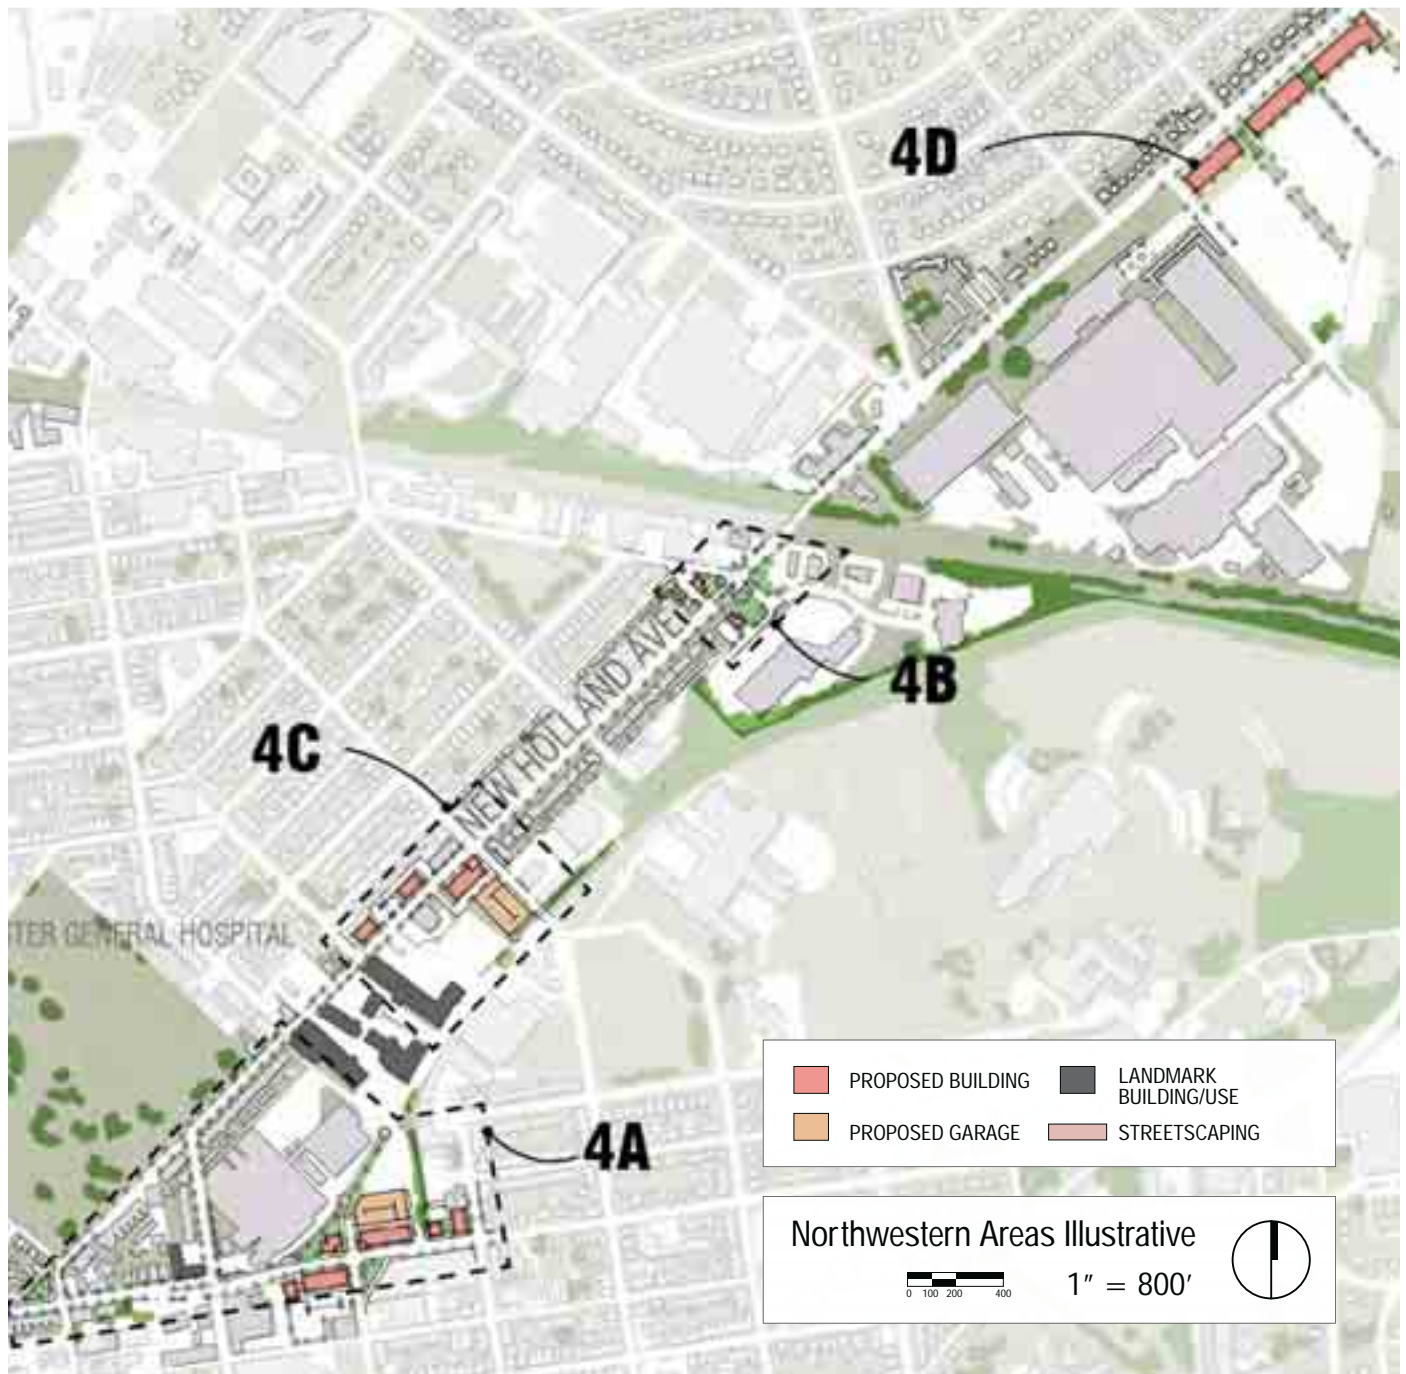 4D
NEW HOLLAND AVE
4B
4C
TER GENERAL HOSPITAL
4A
PROPOSED BUILDING
LANDMARK
BUILDING/USE
PROPOSED GARAGE
STREETSCAPING
Northwestern Areas Illustrative
0 100 200 400
1″ = 800′